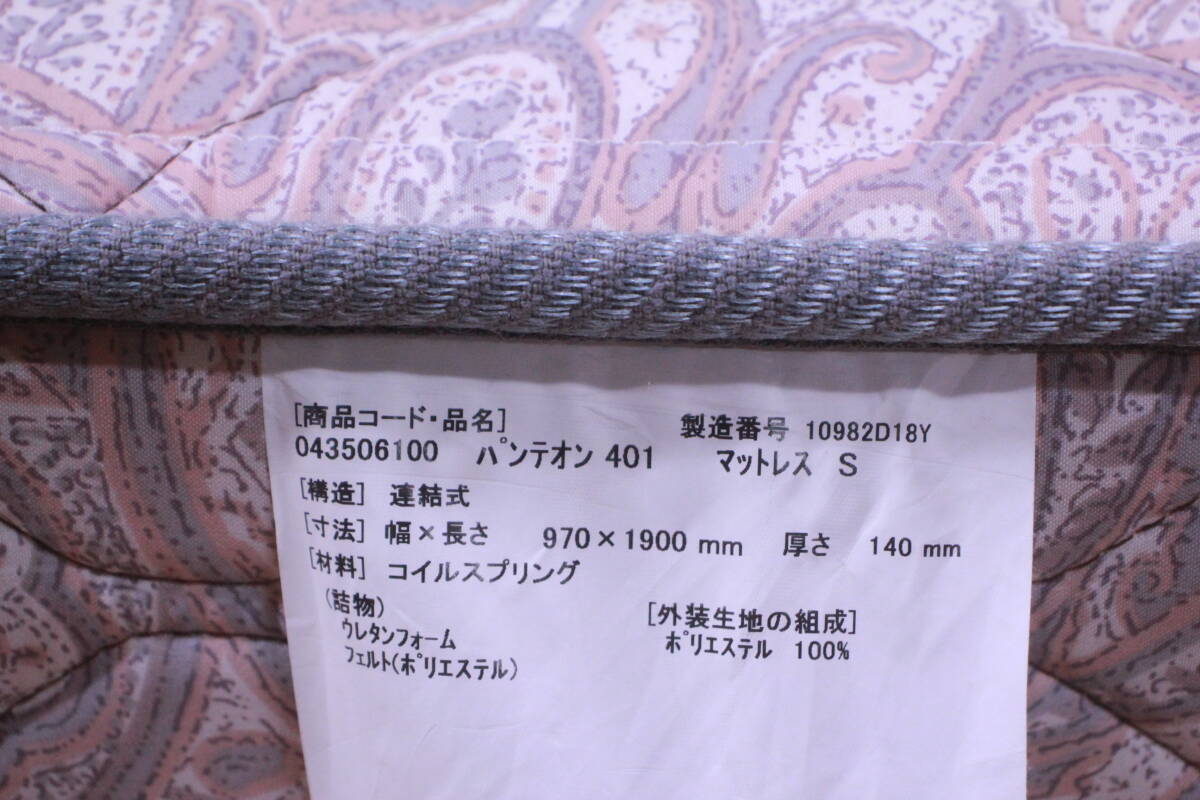 [商品コード・品名] 製造番号 10982D18Y
043506100 パンテオン 401 マットレス S
[構造] 連結式
[寸法] 幅×長さ 970×1900 mm 厚さ 140 mm
[材料] コイルスプリング
(詰物) [外装生地の組成]
ウレタンフォーム ポリエステル 100%
フェルト(ポリエステル)